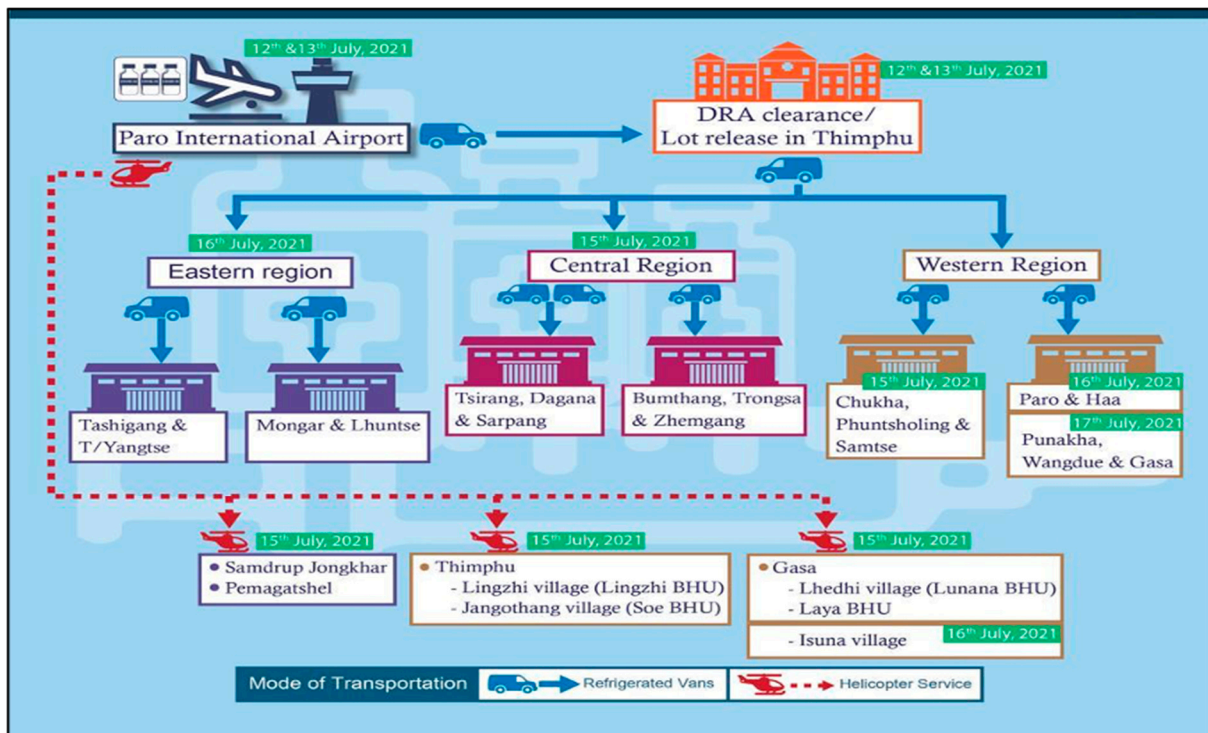 12th &13th July, 2021
12th &13th July, 2021
Paro International Airport
DRA clearance/
Lot release in Thimphu
16th July, 2021
15th July, 2021
Eastern region
Central Region
Western Region
Tashigang &
T/Yangtse
Mongar & Lhuntse
Tsirang, Dagana
& Sarpang
Bumthang, Trongsa
& Zhemgang
15th July, 2021
Chukha,
Phuntsholing &
Samtse
16th July, 2021
Paro & Haa
17th July, 2021
Punakha,
Wangdue & Gasa
15th July, 2021
• Samdrup Jongkhar
• Pemagatshel
15th July, 2021
• Thimphu
- Lingzhi village (Lingzhi BHU)
- Jangothang village (Soe BHU)
15th July, 2021
• Gasa
- Lhedhi village (Lunana BHU)
- Laya BHU
- Isuna village
16th July, 2021
Mode of Transportation
Refrigerated Vans
Helicopter Service